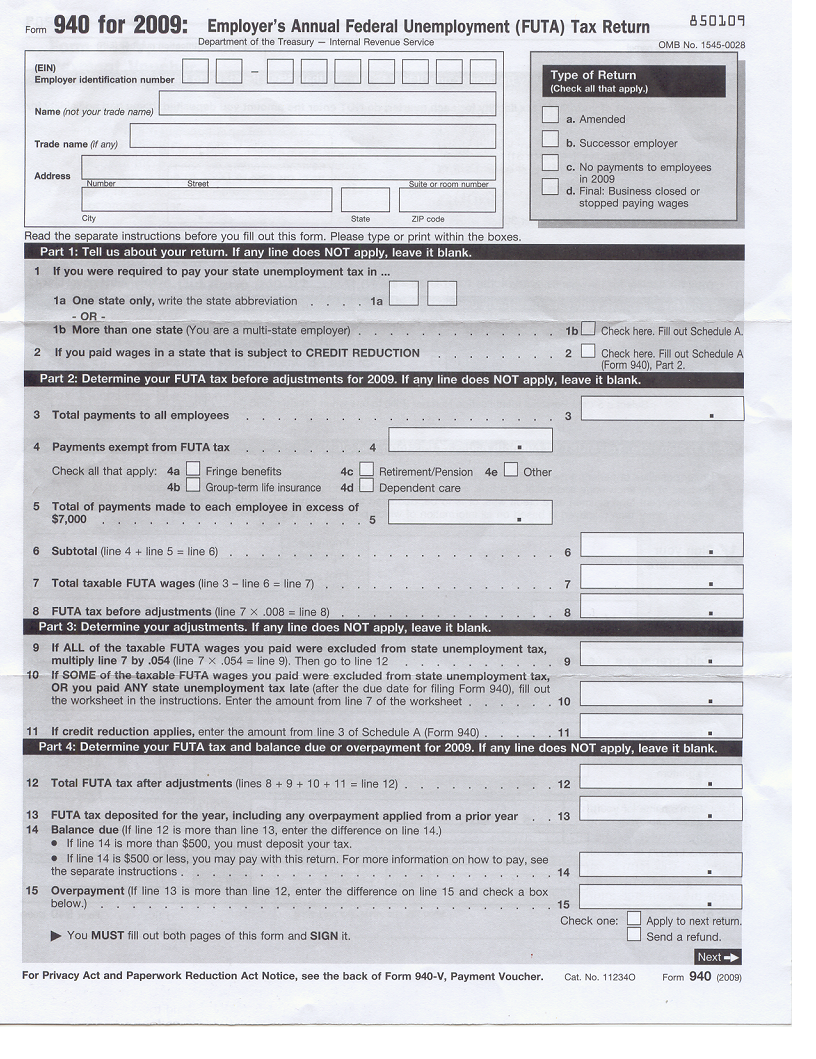 Form 940 for 2009: Employer's Annual Federal Unemployment (FUTA) Tax Return 850109
Department of the Treasury — Internal Revenue Service
OMB No. 1545-0028
(EIN)
Employer identification number –
Name (not your trade name)
Trade name (if any)
Address
Number Street Suite or room number
City State ZIP code
Type of Return
(Check all that apply.)
a. Amended
b. Successor employer
c. No payments to employees
in 2009
d. Final: Business closed or
stopped paying wages
Read the separate instructions before you fill out this form. Please type or print within the boxes.
Part 1: Tell us about your return. If any line does NOT apply, leave it blank.
1 If you were required to pay your state unemployment tax in ...
1a One state only, write the state abbreviation . . . . 1a
- OR -
1b More than one state (You are a multi-state employer) . . . . . . . . . . . . . 1b Check here. Fill out Schedule A.
2 If you paid wages in a state that is subject to CREDIT REDUCTION . . . . . . . . 2 Check here. Fill out Schedule A
(Form 940), Part 2.
Part 2: Determine your FUTA tax before adjustments for 2009. If any line does NOT apply, leave it blank.
3 Total payments to all employees . . . . . . . . . . . . . . . . . . . . 3 .
4 Payments exempt from FUTA tax . . . . . . . . 4 .
Check all that apply: 4a Fringe benefits 4c Retirement/Pension 4e Other
4b Group-term life insurance 4d Dependent care
5 Total of payments made to each employee in excess of
$7,000 . . . . . . . . . . . . . . . . . 5 .
6 Subtotal (line 4 + line 5 = line 6) . . . . . . . . . . . . . . . . . . . . 6 .
7 Total taxable FUTA wages (line 3 – line 6 = line 7) . . . . . . . . . . . . . . . 7 .
8 FUTA tax before adjustments (line 7 × .008 = line 8) . . . . . . . . . . . . . . 8 .
Part 3: Determine your adjustments. If any line does NOT apply, leave it blank.
9 If ALL of the taxable FUTA wages you paid were excluded from state unemployment tax,
multiply line 7 by .054 (line 7 × .054 = line 9). Then go to line 12 . . . . . . . . . . 9 .
10 If SOME of the taxable FUTA wages you paid were excluded from state unemployment tax,
OR you paid ANY state unemployment tax late (after the due date for filing Form 940), fill out
the worksheet in the instructions. Enter the amount from line 7 of the worksheet . . . . . . 10 .
11 If credit reduction applies, enter the amount from line 3 of Schedule A (Form 940) . . . . . 11 .
Part 4: Determine your FUTA tax and balance due or overpayment for 2009. If any line does NOT apply, leave it blank.
12 Total FUTA tax after adjustments (lines 8 + 9 + 10 + 11 = line 12) . . . . . . . . . . 12 .
13 FUTA tax deposited for the year, including any overpayment applied from a prior year . . 13 .
14 Balance due (If line 12 is more than line 13, enter the difference on line 14.)
● If line 14 is more than $500, you must deposit your tax.
● If line 14 is $500 or less, you may pay with this return. For more information on how to pay, see
the separate instructions . . . . . . . . . . . . . . . . . . . . . . . . 14 .
15 Overpayment (If line 13 is more than line 12, enter the difference on line 15 and check a box
below.) . . . . . . . . . . . . . . . . . . . . . . . . . . . . . 15 .
Check one: Apply to next return.
Send a refund.
▶ You MUST fill out both pages of this form and SIGN it.
Next ➡
For Privacy Act and Paperwork Reduction Act Notice, see the back of Form 940-V, Payment Voucher. Cat. No. 11234O Form 940 (2009)